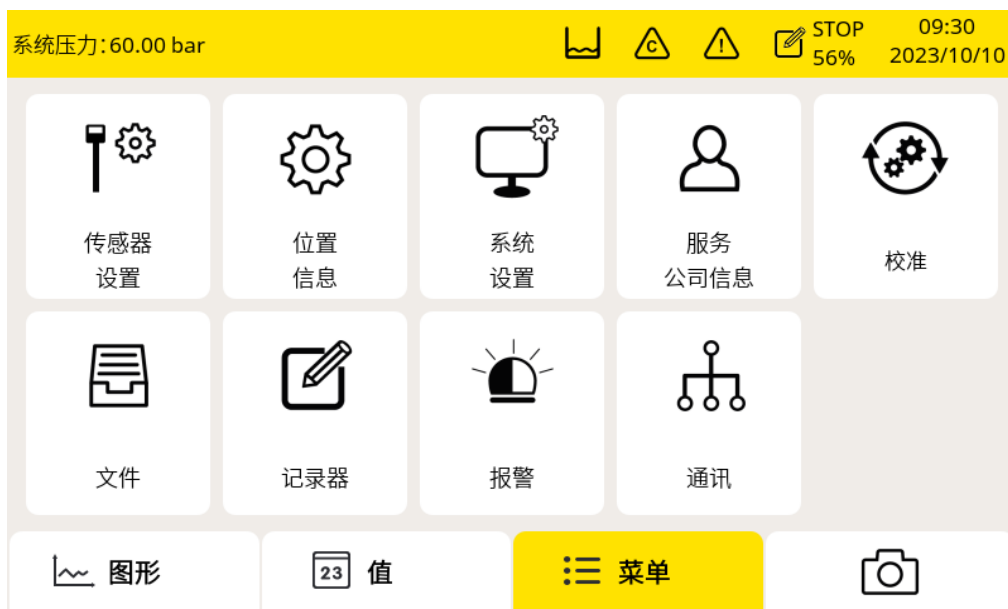 系统压力：60.00 bar
C
!
STOP
56%
09:30
2023/10/10
传感器
设置
位置
信息
系统
设置
服务
公司信息
校准
文件
记录器
报警
通讯
图形
23
值
菜单